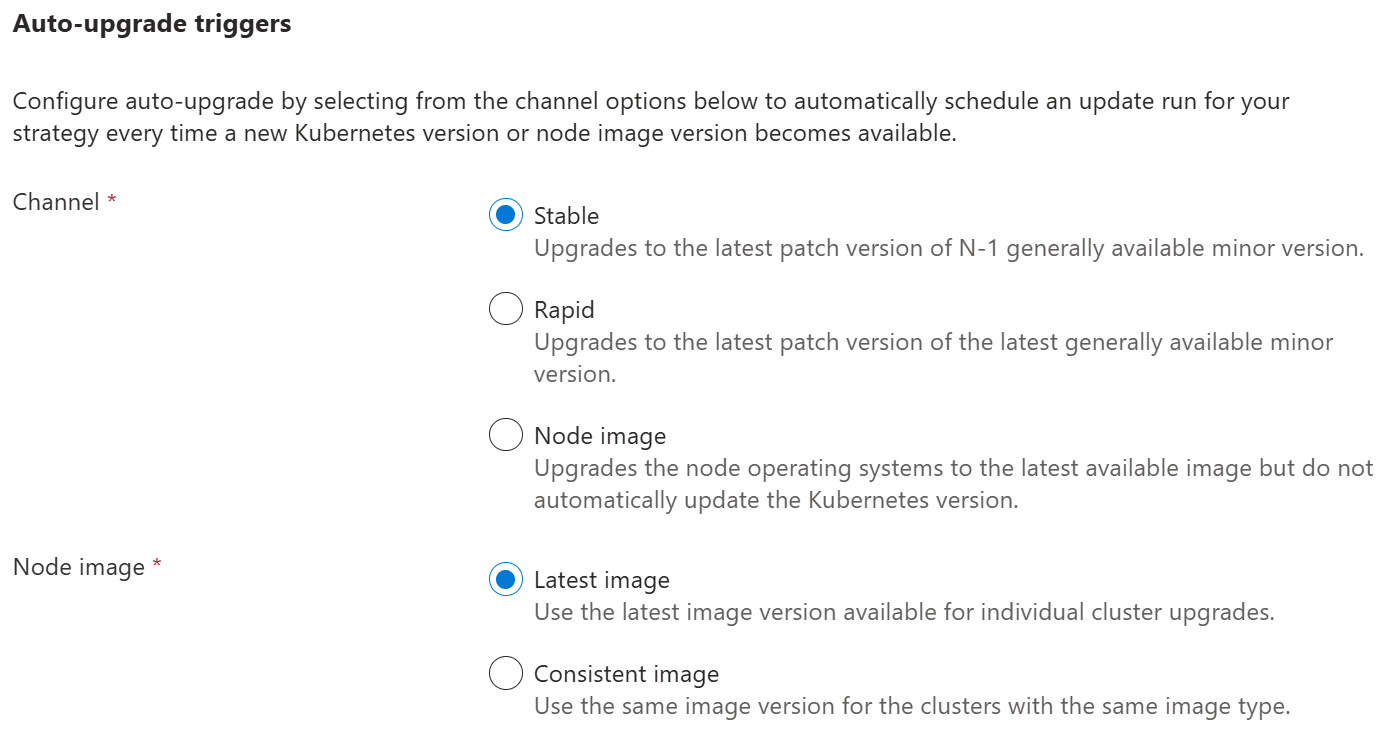 Auto-upgrade triggers
Configure auto-upgrade by selecting from the channel options below to automatically schedule an update run for your
strategy every time a new Kubernetes version or node image version becomes available.
Channel *
Stable
Upgrades to the latest patch version of N-1 generally available minor version.
Rapid
Upgrades to the latest patch version of the latest generally available minor
version.
Node image
Upgrades the node operating systems to the latest available image but do not
automatically update the Kubernetes version.
Node image *
Latest image
Use the latest image version available for individual cluster upgrades.
Consistent image
Use the same image version for the clusters with the same image type.